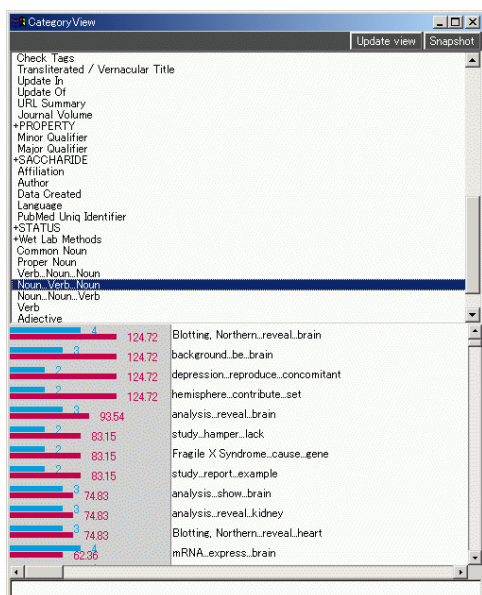 CategoryView
Update view Snapshot
Check Tags
Transliterated / Vernacular Title
Update In
Update Of
URL Summary
Journal Volume
+PROPERTY
Minor Qualifier
Major Qualifier
+SACCHARIDE
Affiliation
Author
Data Created
Language
PubMed Uniq Identifier
+STATUS
+Wet Lab Methods
Common Noun
Proper Noun
Verb...Noun...Noun
Noun...Verb...Noun
Noun...Noun...Verb
Verb
Adjective
4 124.72 Blotting, Northern...reveal...brain
3 124.72 background...be...brain
2 124.72 depression...reproduce...concomitant
2 124.72 hemisphere...contribute...set
3 93.54 analysis...reveal...brain
2 83.15 study...hamper...lack
2 83.15 Fragile X Syndrome...cause...gene
2 83.15 study...report...example
3 74.83 analysis...show...brain
3 74.83 analysis...reveal...kidney
3 74.83 Blotting, Northern...reveal...heart
4 62.36 mRNA...express...brain